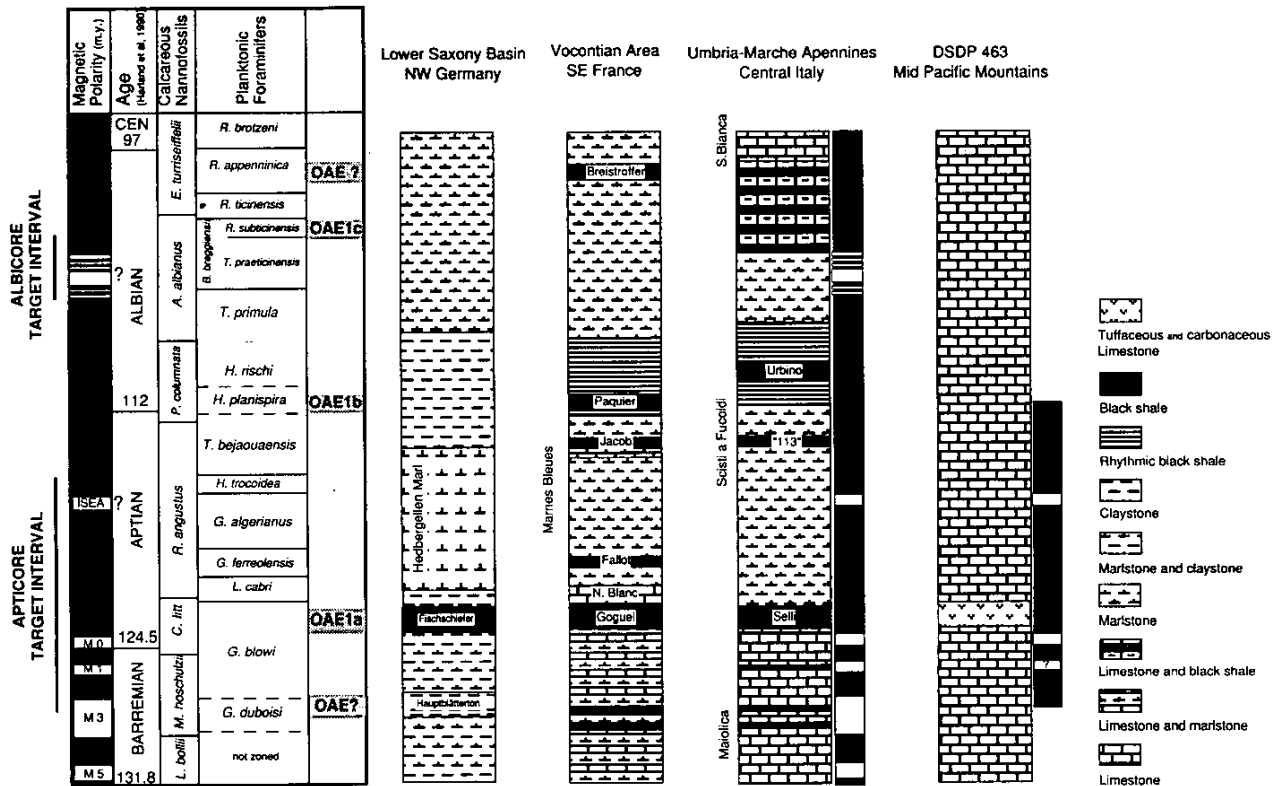 Magnetic
Polarity (m.y.)
Age
(Harland et al, 1990)
Calcareous
Nannofossils
Planktonic
Foraminifers
Lower Saxony Basin
NW Germany
Vocontian Area
SE France
Umbria-Marche Apennines
Central Italy
DSDP 463
Mid Pacific Mountains
ALBICORE
TARGET INTERVAL
APTICORE
TARGET INTERVAL
ISEA
M 0
M 1
M 3
M 5
CEN
97
?
ALBIAN
112
?
APTIAN
124.5
BARREMIAN
131.8
E. turriseiffelii
A. albianus
P. columnata
R. angustus
C. litt
M. hoschulzii
L. bollii
R. brotzeni
R. appenninica
R. ticinensis
B. breggiensi
R. subticinensis
T. praeticinensis
T. primula
H. rischi
H. planispira
T. bejaouaensis
H. trocoidea
G. algerianus
G. ferreolensis
L. cabri
G. blowi
G. duboisi
not zoned
OAE ?
OAE1c
OAE1b
OAE1a
OAE?
Hedbergellen Marl
Fischschiefer
Hauptblätterton
Marnes Bleues
Breistroffer
Paquier
Jacob
Fallot
N. Blanc
Goguel
S.Bianca
Scisti a Fucoidi
Maiolica
Urbino
"113"
Selli
?
Tuffaceous and carbonaceous
Limestone
Black shale
Rhythmic black shale
Claystone
Marlstone and claystone
Marlstone
Limestone and black shale
Limestone and marlstone
Limestone